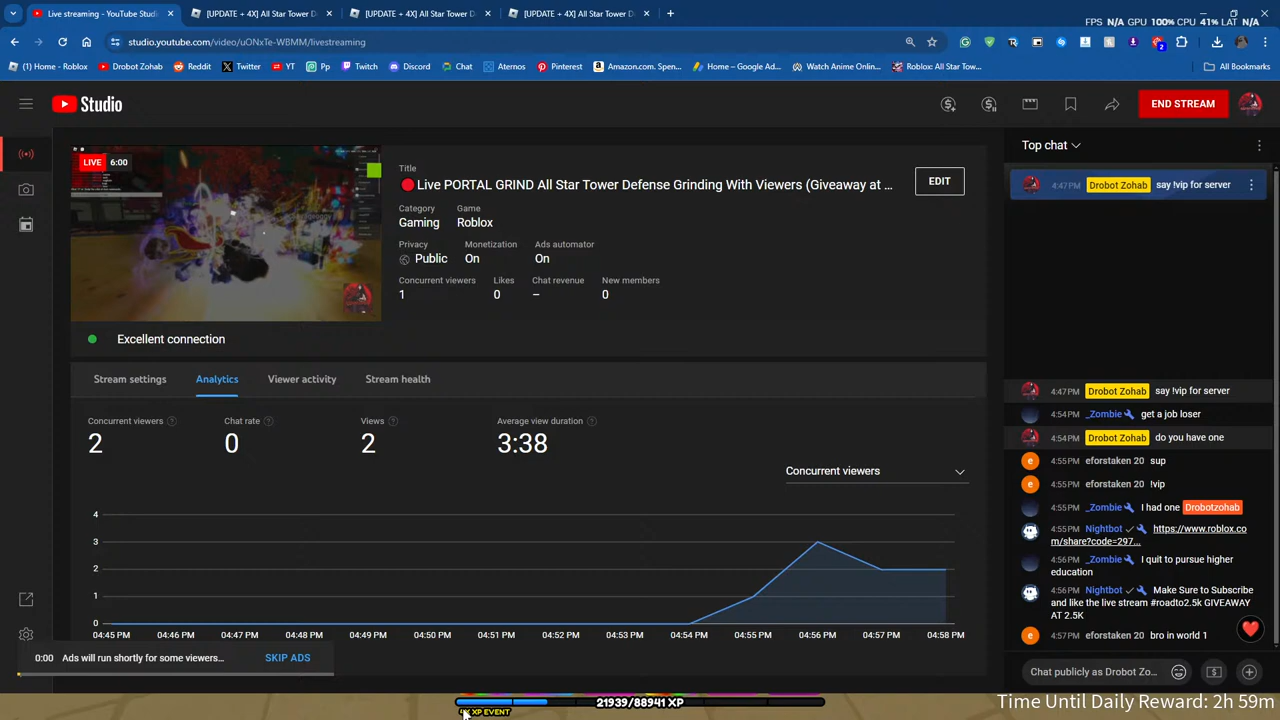 Live streaming - YouTube Studi
[UPDATE + 4X] All Star Tower D
[UPDATE + 4X] All Star Tower D
[UPDATE + 4X] All Star Tower D
FPS N/A GPU 100% CPU 41% LAT N/A
studio.youtube.com/video/uONxTe-WBMM/livestreaming
(1) Home - Roblox
Drobot Zohab
Reddit
Twitter
YT
Pp
Twitch
Discord
Chat
Aternos
Pinterest
Amazon.com. Spen...
Home – Google Ad...
Watch Anime Onlin...
Roblox: All Star Tow...
All Bookmarks
Studio
END STREAM
LIVE 6:00
Title
Live PORTAL GRIND All Star Tower Defense Grinding With Viewers (Giveaway at ...
EDIT
Category Game
Gaming Roblox
Privacy Monetization Ads automator
Public On On
Concurrent viewers Likes Chat revenue New members
1 0 – 0
Excellent connection
Stream settings Analytics Viewer activity Stream health
Concurrent viewers Chat rate Views Average view duration
2 0 2 3:38
Concurrent viewers
4
3
2
1
0
04:45 PM 04:46 PM 04:47 PM 04:48 PM 04:49 PM 04:50 PM 04:51 PM 04:52 PM 04:53 PM 04:54 PM 04:55 PM 04:56 PM 04:57 PM 04:58 PM
0:00 Ads will run shortly for some viewers... SKIP ADS
Top chat
4:47PM Drobot Zohab say !vip for server
4:47PM Drobot Zohab say !vip for server
4:54PM _Zombie get a job loser
4:54PM Drobot Zohab do you have one
4:55PM eforstaken 20 sup
4:55PM eforstaken 20 !vip
4:55PM _Zombie I had one Drobotzohab
4:55PM Nightbot https://www.roblox.co
m/share?code=297...
4:56PM _Zombie I quit to pursue higher
education
4:56PM Nightbot Make Sure to Subscribe
and like the live stream #roadto2.5k GIVEAWAY
AT 2.5K
4:57PM eforstaken 20 bro in world 1
Chat publicly as Drobot Zo...
21939/88941 XP
4X XP EVENT
Time Until Daily Reward: 2h 59m